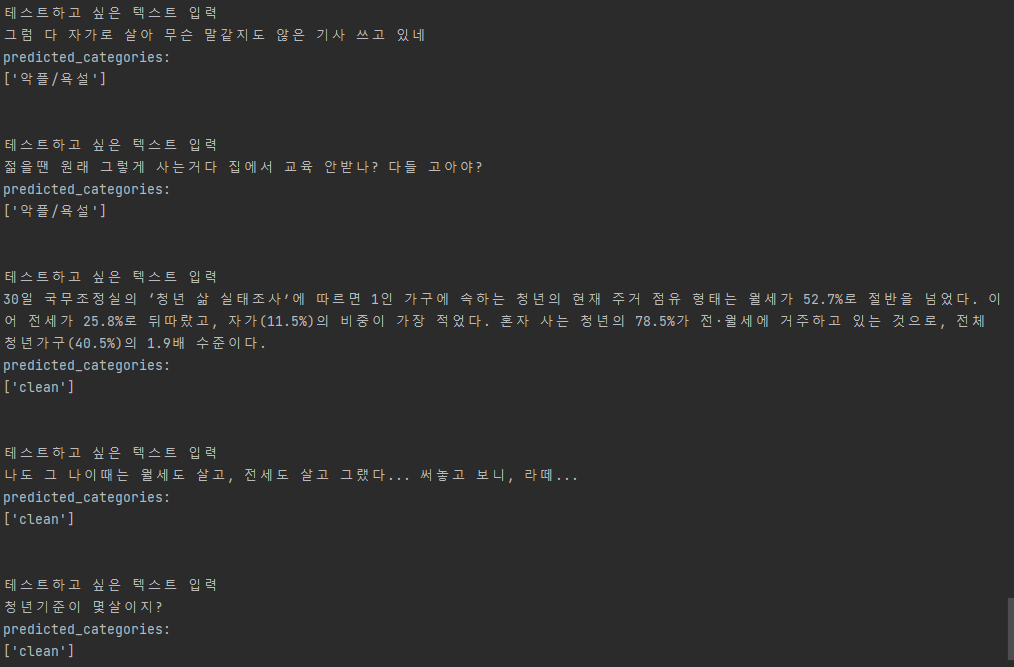 테스트하고 싶은 텍스트 입력
그럼 다 자가로 살아 무슨 말같지도 않은 기사 쓰고 있네
predicted_categories:
['악플/욕설']
테스트하고 싶은 텍스트 입력
젊을땐 원래 그렇게 사는거다 집에서 교육 안받나? 다들 고아야?
predicted_categories:
['악플/욕설']
테스트하고 싶은 텍스트 입력
30일 국무조정실의 ‘청년 삶 실태조사’에 따르면 1인 가구에 속하는 청년의 현재 주거 점유 형태는 월세가 52.7%로 절반을 넘었다. 이
어 전세가 25.8%로 뒤따랐고, 자가(11.5%)의 비중이 가장 적었다. 혼자 사는 청년의 78.5%가 전·월세에 거주하고 있는 것으로, 전체
청년가구(40.5%)의 1.9배 수준이다.
predicted_categories:
['clean']
테스트하고 싶은 텍스트 입력
나도 그 나이때는 월세도 살고, 전세도 살고 그랬다... 써놓고 보니, 라떼...
predicted_categories:
['clean']
테스트하고 싶은 텍스트 입력
청년기준이 몇살이지?
predicted_categories:
['clean']